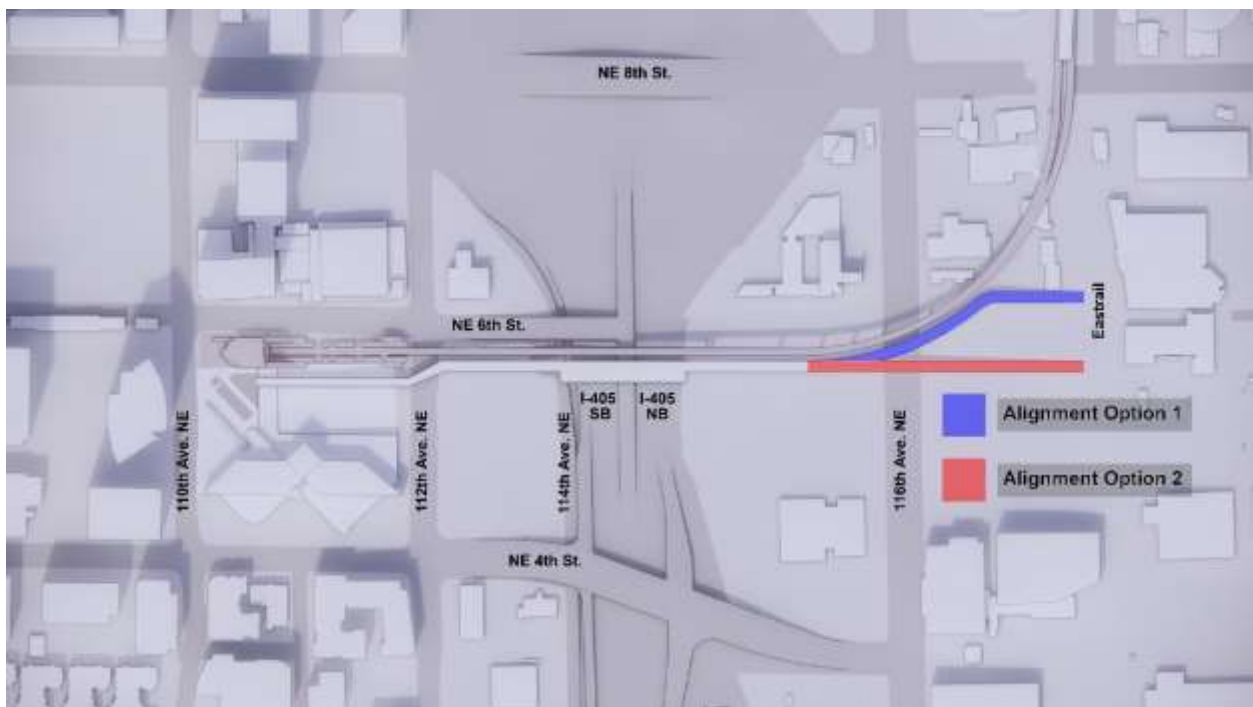 NE 8th St.
Eastrail
NE 6th St.
I-405
SB
I-405
NB
Alignment Option 1
110th Ave. NE
112th Ave. NE
114th Ave. NE
116th Ave. NE
Alignment Option 2
NE 4th St.